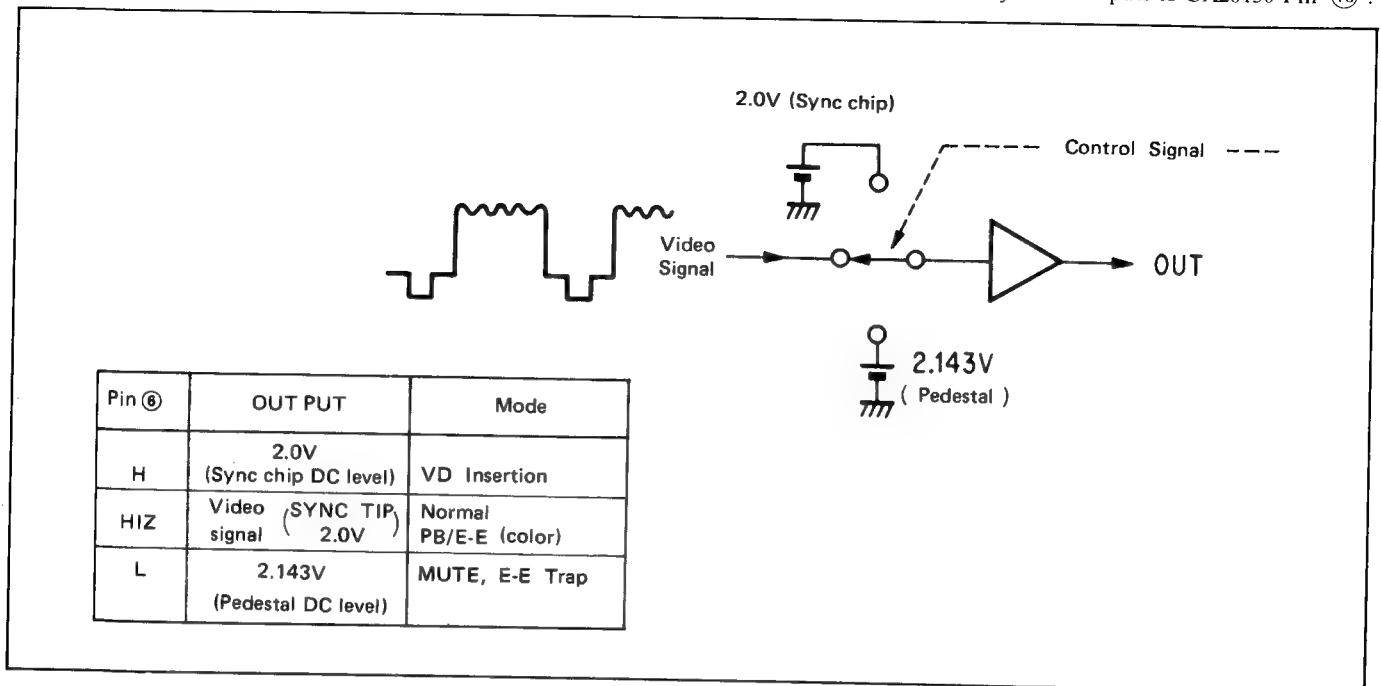 Pin ⑯ .
2.0V (Sync chip)
Control Signal
Video
Signal
OUT
2.143V
( Pedestal )
Pin ⑥ OUT PUT Mode
H 2.0V (Sync chip DC level) VD Insertion
HIZ Video signal (SYNC TIP 2.0V) Normal PB/E-E (color)
L 2.143V (Pedestal DC level) MUTE, E-E Trap